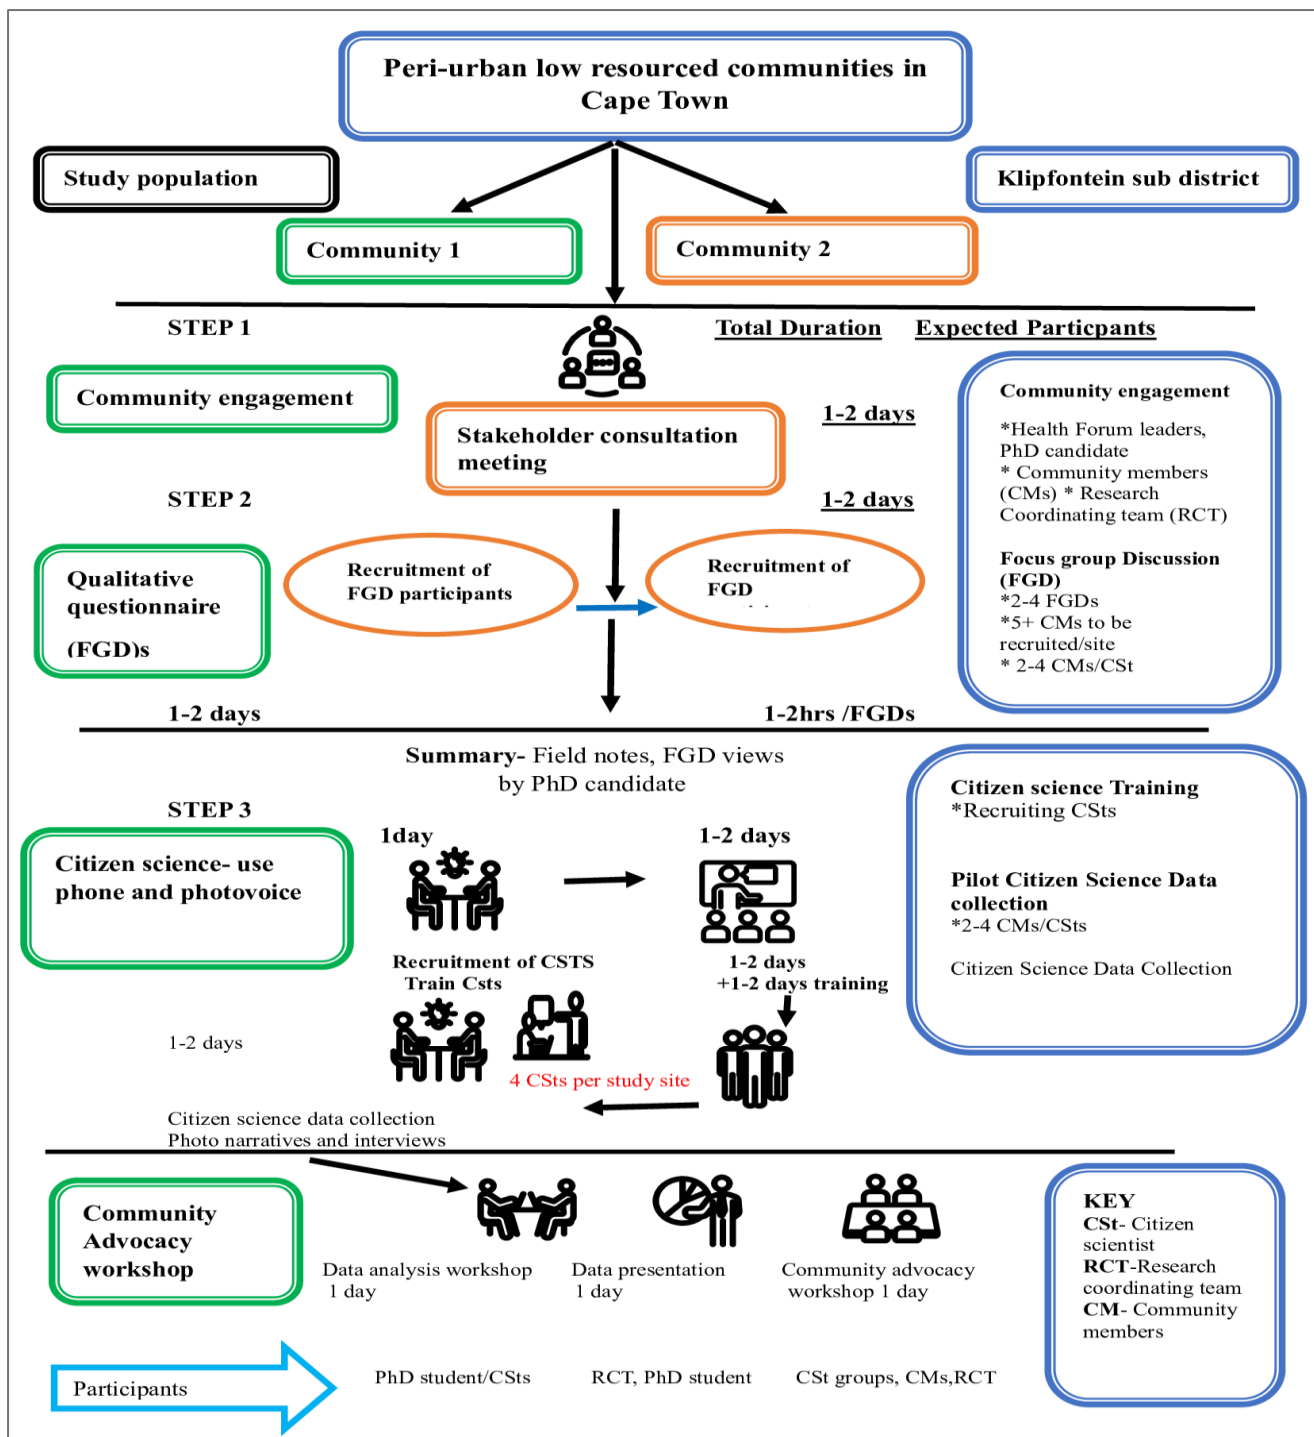 Peri-urban low resourced communities in
Cape Town
Study population
Klipfontein sub district
Community 1
Community 2
STEP 1
Total Duration
Expected Particpants
Community engagement
Stakeholder consultation
meeting
1-2 days
Community engagement
*Health Forum leaders,
PhD candidate
* Community members
(CMs) * Research
Coordinating team (RCT)
Focus group Discussion
(FGD)
*2-4 FGDs
*5+ CMs to be
recruited/site
* 2-4 CMs/CSt
STEP 2
1-2 days
Qualitative
questionnaire
(FGD)s
Recruitment of
FGD participants
Recruitment of
FGD
1-2 days
1-2hrs /FGDs
Summary- Field notes, FGD views
by PhD candidate
STEP 3
Citizen science- use
phone and photovoice
1day
1-2 days
Citizen science Training
*Recruiting CSts
Pilot Citizen Science Data
collection
*2-4 CMs/CSts
Citizen Science Data Collection
Recruitment of CSTS
Train Csts
1-2 days
+1-2 days training
1-2 days
4 CSts per study site
Citizen science data collection
Photo narratives and interviews
Community
Advocacy
workshop
Data analysis workshop
1 day
Data presentation
1 day
Community advocacy
workshop 1 day
KEY
CSt- Citizen
scientist
RCT-Research
coordinating team
CM- Community
members
Participants
PhD student/CSts
RCT, PhD student
CSt groups, CMs,RCT